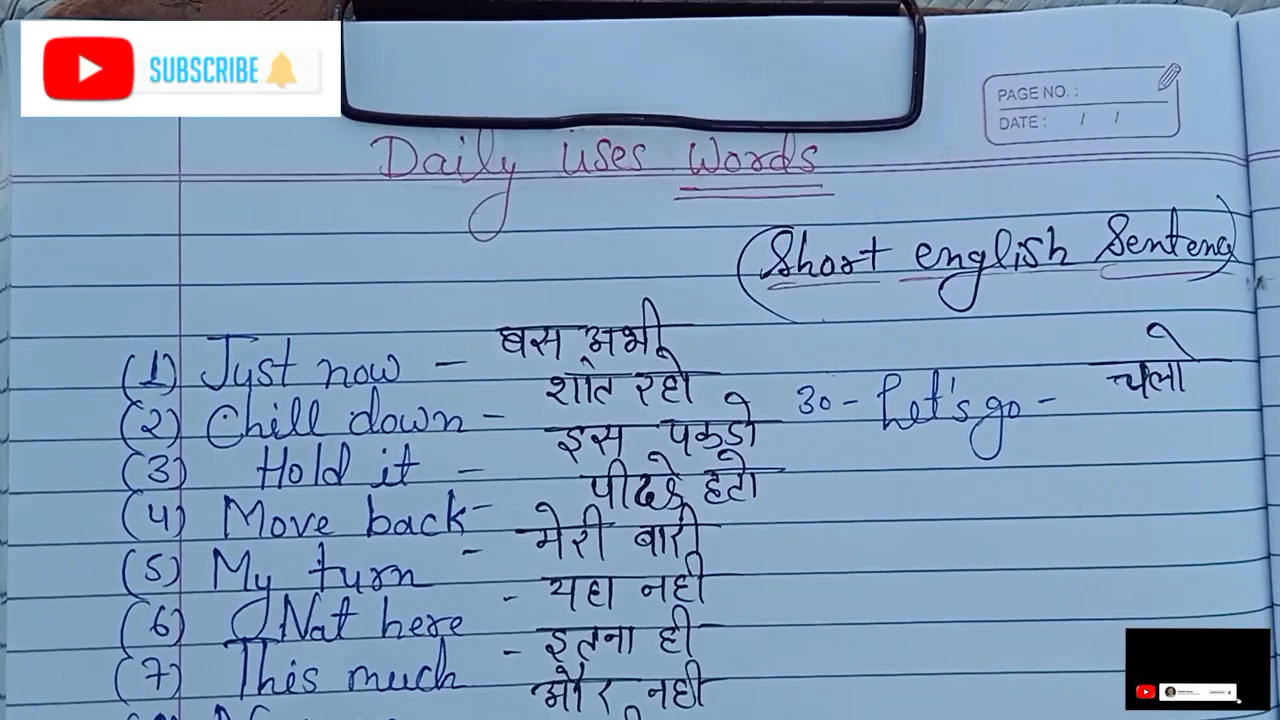 SUBSCRIBE
PAGE NO. :
DATE : / /
Daily uses Words
(Short english Sentence)
(1) Just now - बस अभी
(2) Chill down - शांत रहो
30 - Let's go - चलो
(3) Hold it - इसे पकडो
(4) Move back - पीछे हटो
(5) My turn - मेरी बारी
(6) Not here - यहा नही
(7) This much - इतना ही
और नही